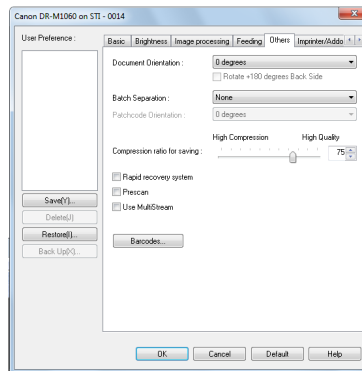 Canon DR-M1060 on STI - 0014
User Preference :
Basic Brightness Image processing Feeding Others Imprinter/Addo
Document Orientation : 0 degrees
Rotate +180 degrees Back Side
Batch Separation : None
Patchcode Orientation : 0 degrees
High Compression High Quality
Compression ratio for saving : 75
Rapid recovery system
Prescan
Use MultiStream
Save(Y)...
Delete(J)
Restore(I)...
Back Up(X)...
Barcodes...
OK Cancel Default Help